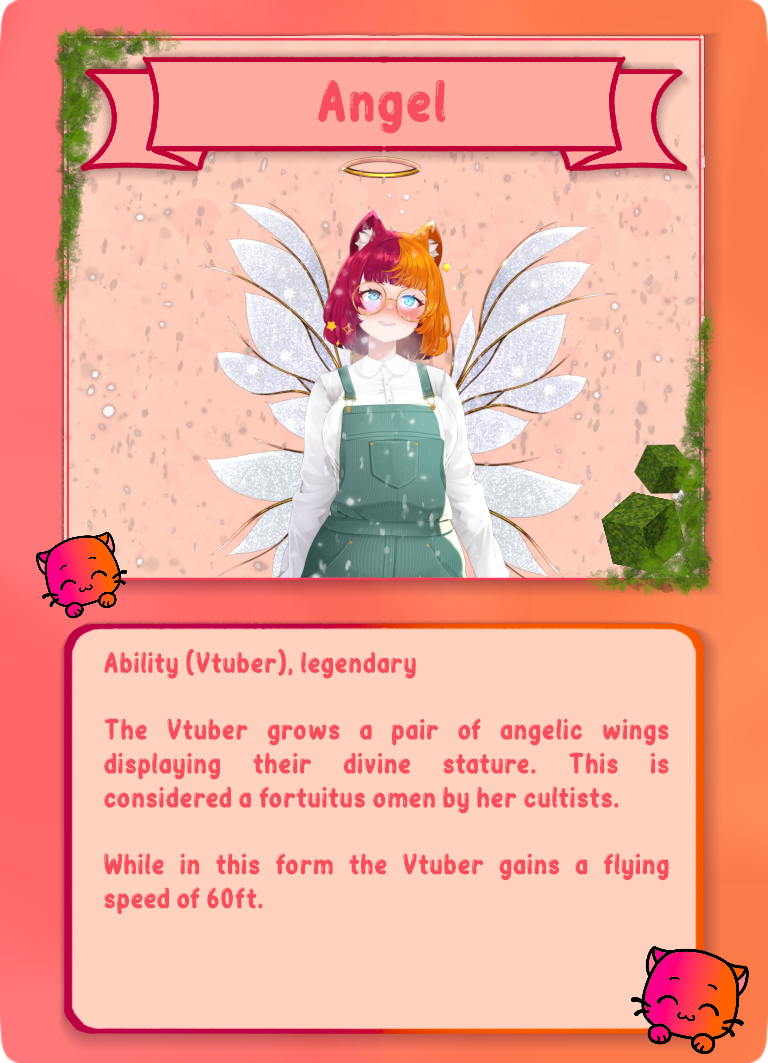 Angel
Ability (Vtuber), legendary
The Vtuber grows a pair of angelic wings
displaying their divine stature. This is
considered a fortuitus omen by her cultists.
While in this form the Vtuber gains a flying
speed of 60ft.